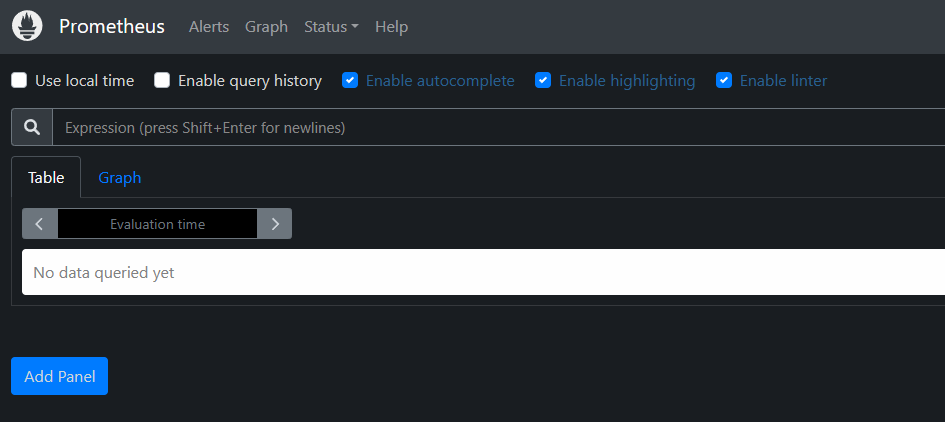 Prometheus Alerts Graph Status Help
Use local time Enable query history Enable autocomplete Enable highlighting Enable linter
Expression (press Shift+Enter for newlines)
Table Graph
Evaluation time
No data queried yet
Add Panel